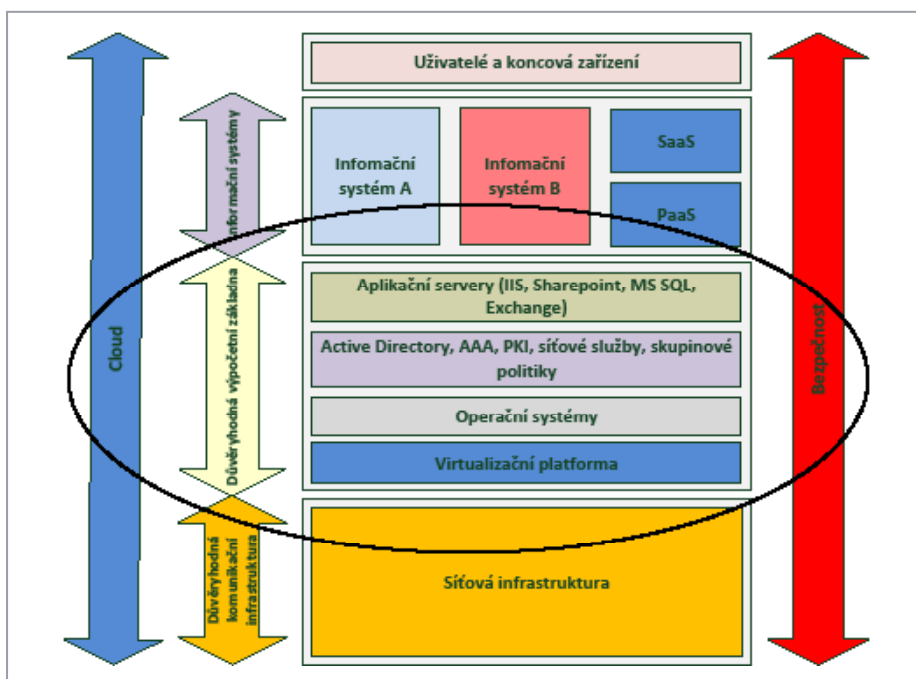 Uživatelé a koncová zařízení
Cloud
Informační systémy
Infomační
systém A
Infomační
systém B
SaaS
PaaS
Bezpečnost
Důvěryhodná výpočetní základna
Aplikační servery (IIS, Sharepoint, MS SQL,
Exchange)
Active Directory, AAA, PKI, síťové služby, skupinové
politiky
Operační systémy
Virtualizační platforma
Důvěryhodná
komunikační
infrastruktura
Síťová infrastruktura